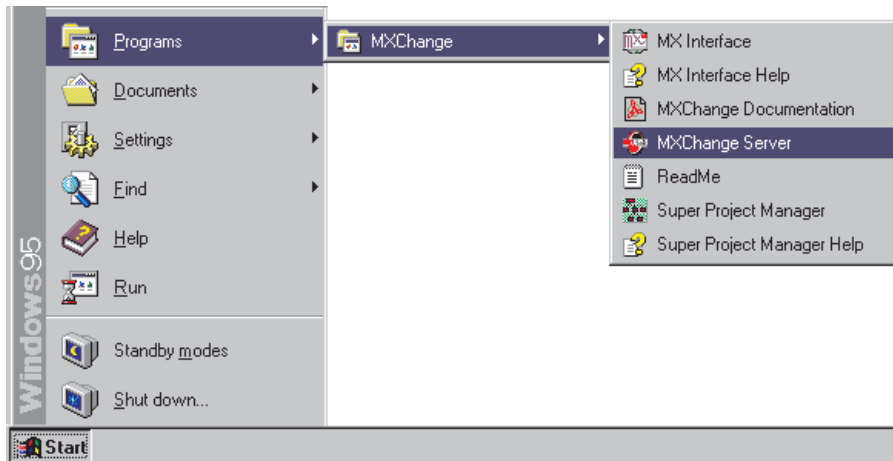 Programs
Documents
Settings
Find
Help
Run
Standby modes
Shut down...
Windows95
Start
MXChange
MX Interface
MX Interface Help
MXChange Documentation
MXChange Server
ReadMe
Super Project Manager
Super Project Manager Help